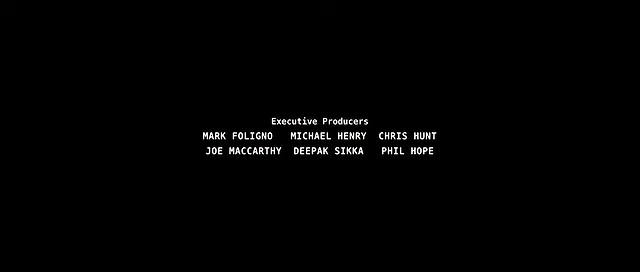 Executive Producers
MARK FOLIGNO MICHAEL HENRY CHRIS HUNT
JOE MACCARTHY DEEPAK SIKKA PHIL HOPE